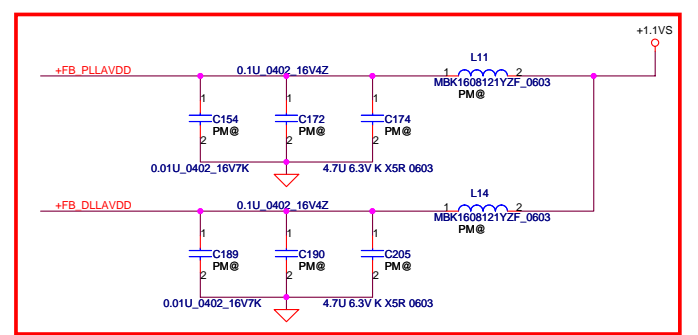 +1.1VS
L11
+FB_PLLAVDD
0.1U_0402_16V4Z
1
2
MBK1608121YZF_0603
PM@
1
1
1
C154
C172
C174
PM@
PM@
PM@
2
2
2
0.01U_0402_16V7K
4.7U 6.3V K X5R 0603
L14
+FB_DLLAVDD
0.1U_0402_16V4Z
1
2
MBK1608121YZF_0603
PM@
1
1
1
C189
C190
C205
PM@
PM@
PM@
2
2
2
0.01U_0402_16V7K
4.7U 6.3V K X5R 0603